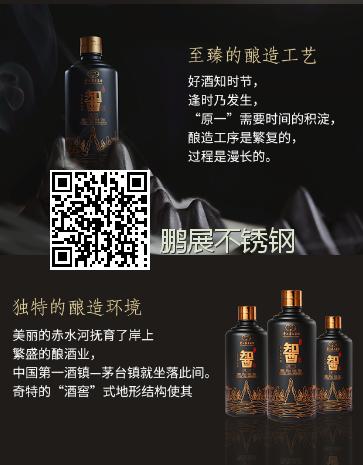 至臻的酿造工艺
好酒知时节，
逢时乃发生，
“原一”需要时间的积淀，
酿造工序是繁复的，
过程是漫长的。
鹏展不锈钢
独特的酿造环境
美丽的赤水河抚育了岸上
繁盛的酿酒业，
中国第一酒镇—茅台镇就坐落此间。
奇特的“酒窖”式地形结构使其
智
智